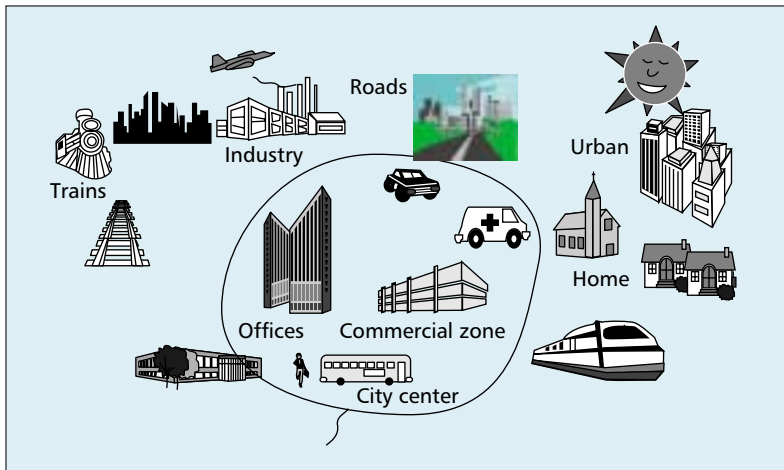 Roads
Industry
Urban
Trains
Home
Offices
Commercial zone
City center